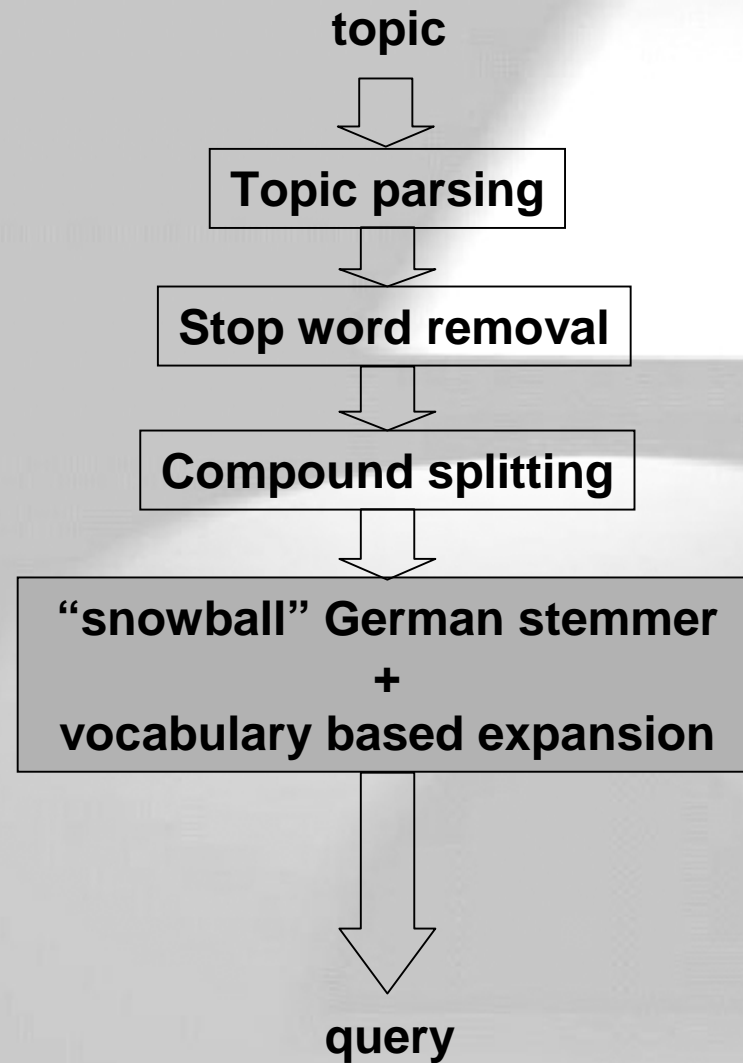 topic
Topic parsing
Stop word removal
Compound splitting
“snowball” German stemmer
+
vocabulary based expansion
query